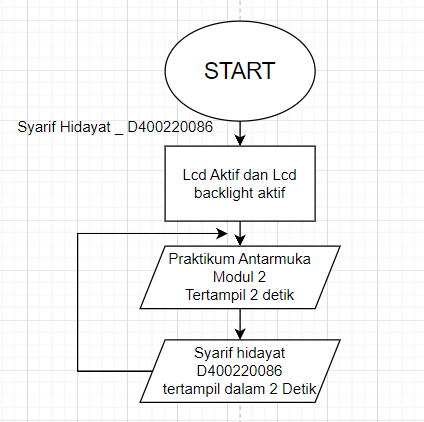 START
Syarif Hidayat _ D400220086
Lcd Aktif dan Lcd
backlight aktif
Praktikum Antarmuka
Modul 2
Tertampil 2 detik
Syarif hidayat
D400220086
tertampil dalam 2 Detik